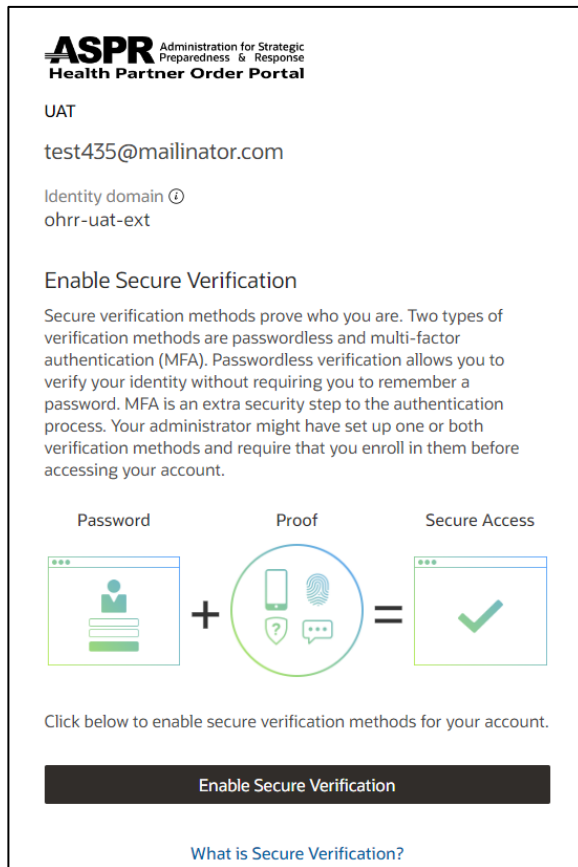 ASPR Administration for Strategic
Preparedness & Response
Health Partner Order Portal
UAT
test435@mailinator.com
Identity domain
ohrr-uat-ext
Enable Secure Verification
Secure verification methods prove who you are. Two types of
verification methods are passwordless and multi-factor
authentication (MFA). Passwordless verification allows you to
verify your identity without requiring you to remember a
password. MFA is an extra security step to the authentication
process. Your administrator might have set up one or both
verification methods and require that you enroll in them before
accessing your account.
Password Proof Secure Access
Click below to enable secure verification methods for your account.
Enable Secure Verification
What is Secure Verification?